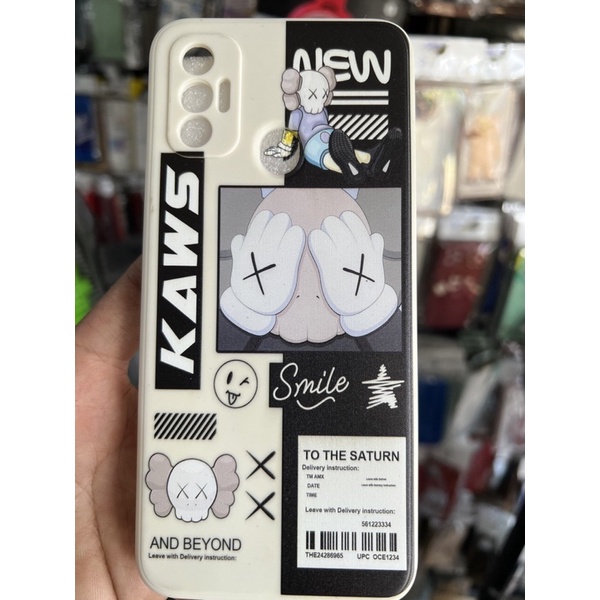 NEW
KAWS
Smile
TO THE SATURN
Delivery instruction:
TM AMX
DATE
TIME
Leave with Delivery instruction:
561223334
THE24286965 UPC OCE1234
AND BEYOND
Leave with Delivery instruction: